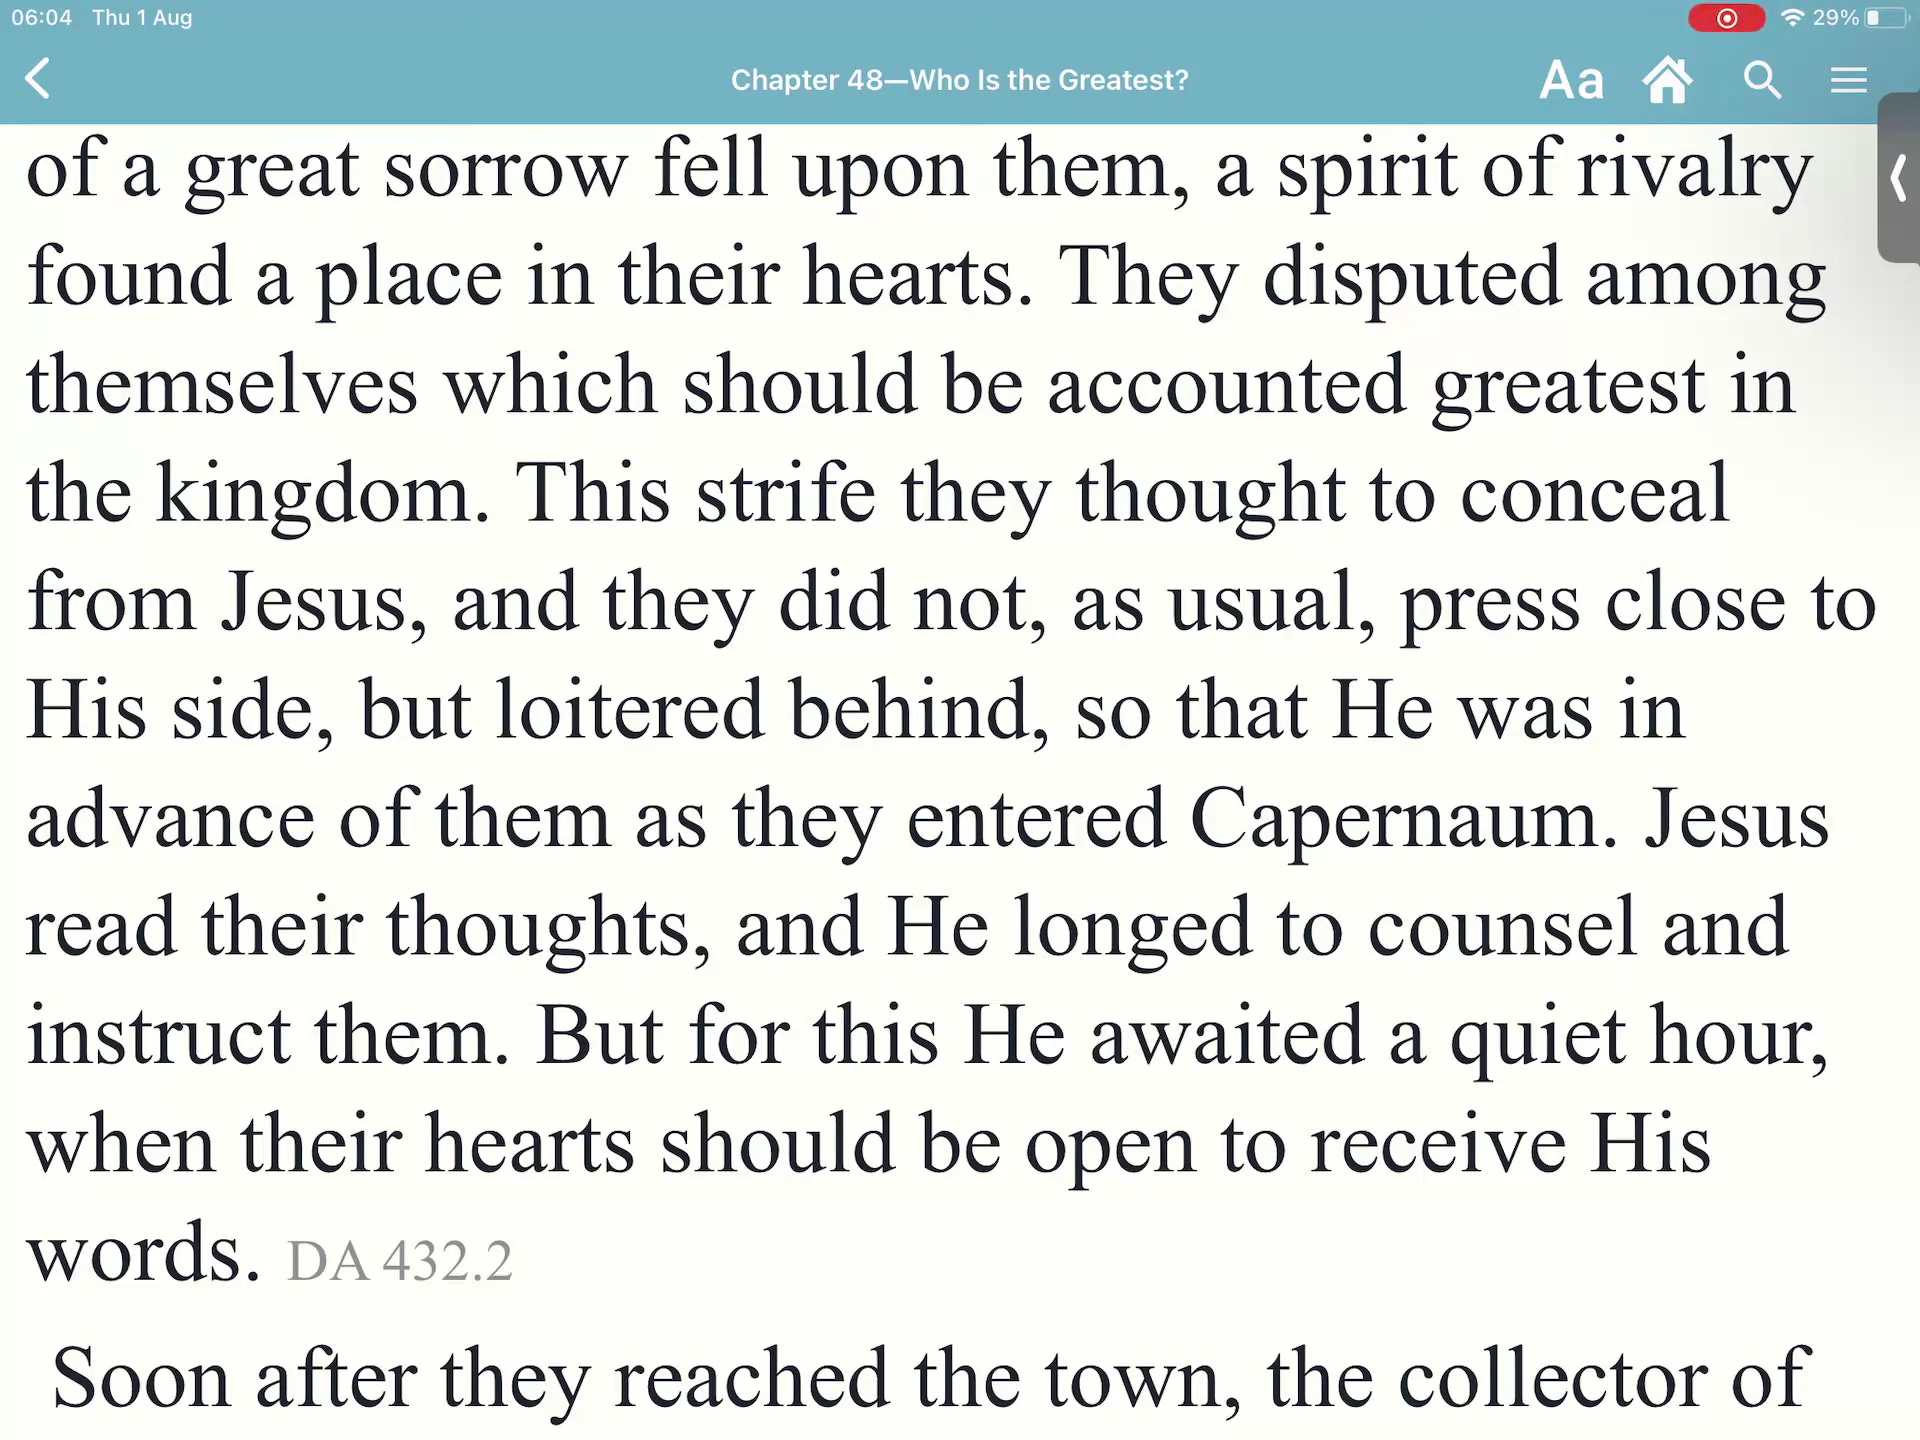 06:04 Thu 1 Aug 29%
Chapter 48—Who Is the Greatest? Aa
of a great sorrow fell upon them, a spirit of rivalry
found a place in their hearts. They disputed among
themselves which should be accounted greatest in
the kingdom. This strife they thought to conceal
from Jesus, and they did not, as usual, press close to
His side, but loitered behind, so that He was in
advance of them as they entered Capernaum. Jesus
read their thoughts, and He longed to counsel and
instruct them. But for this He awaited a quiet hour,
when their hearts should be open to receive His
words. DA 432.2
Soon after they reached the town, the collector of